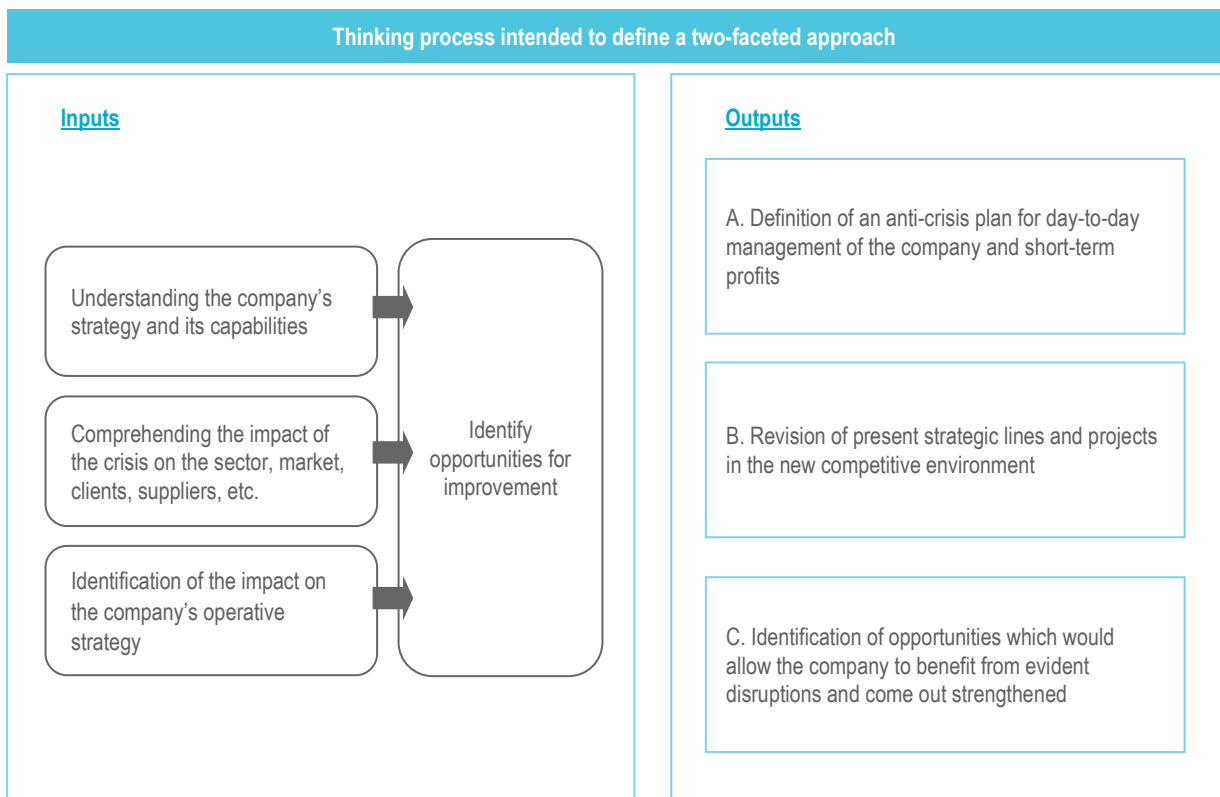 Thinking process intended to define a two-faceted approach
Inputs
Understanding the company’s
strategy and its capabilities
Comprehending the impact of
the crisis on the sector, market,
clients, suppliers, etc.
Identification of the impact on
the company’s operative
strategy
Identify
opportunities for
improvement
Outputs
A. Definition of an anti-crisis plan for day-to-day
management of the company and short-term
profits
B. Revision of present strategic lines and projects
in the new competitive environment
C. Identification of opportunities which would
allow the company to benefit from evident
disruptions and come out strengthened